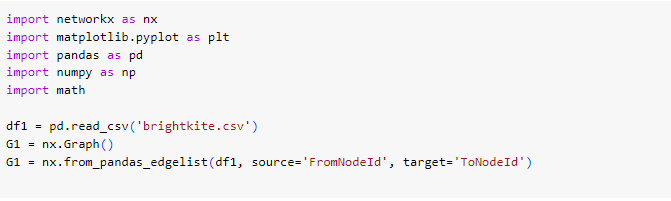 import networkx as nx
import matplotlib.pyplot as plt
import pandas as pd
import numpy as np
import math
df1 = pd.read_csv('brightkite.csv')
G1 = nx.Graph()
G1 = nx.from_pandas_edgelist(df1, source='FromNodeId', target='ToNodeId')